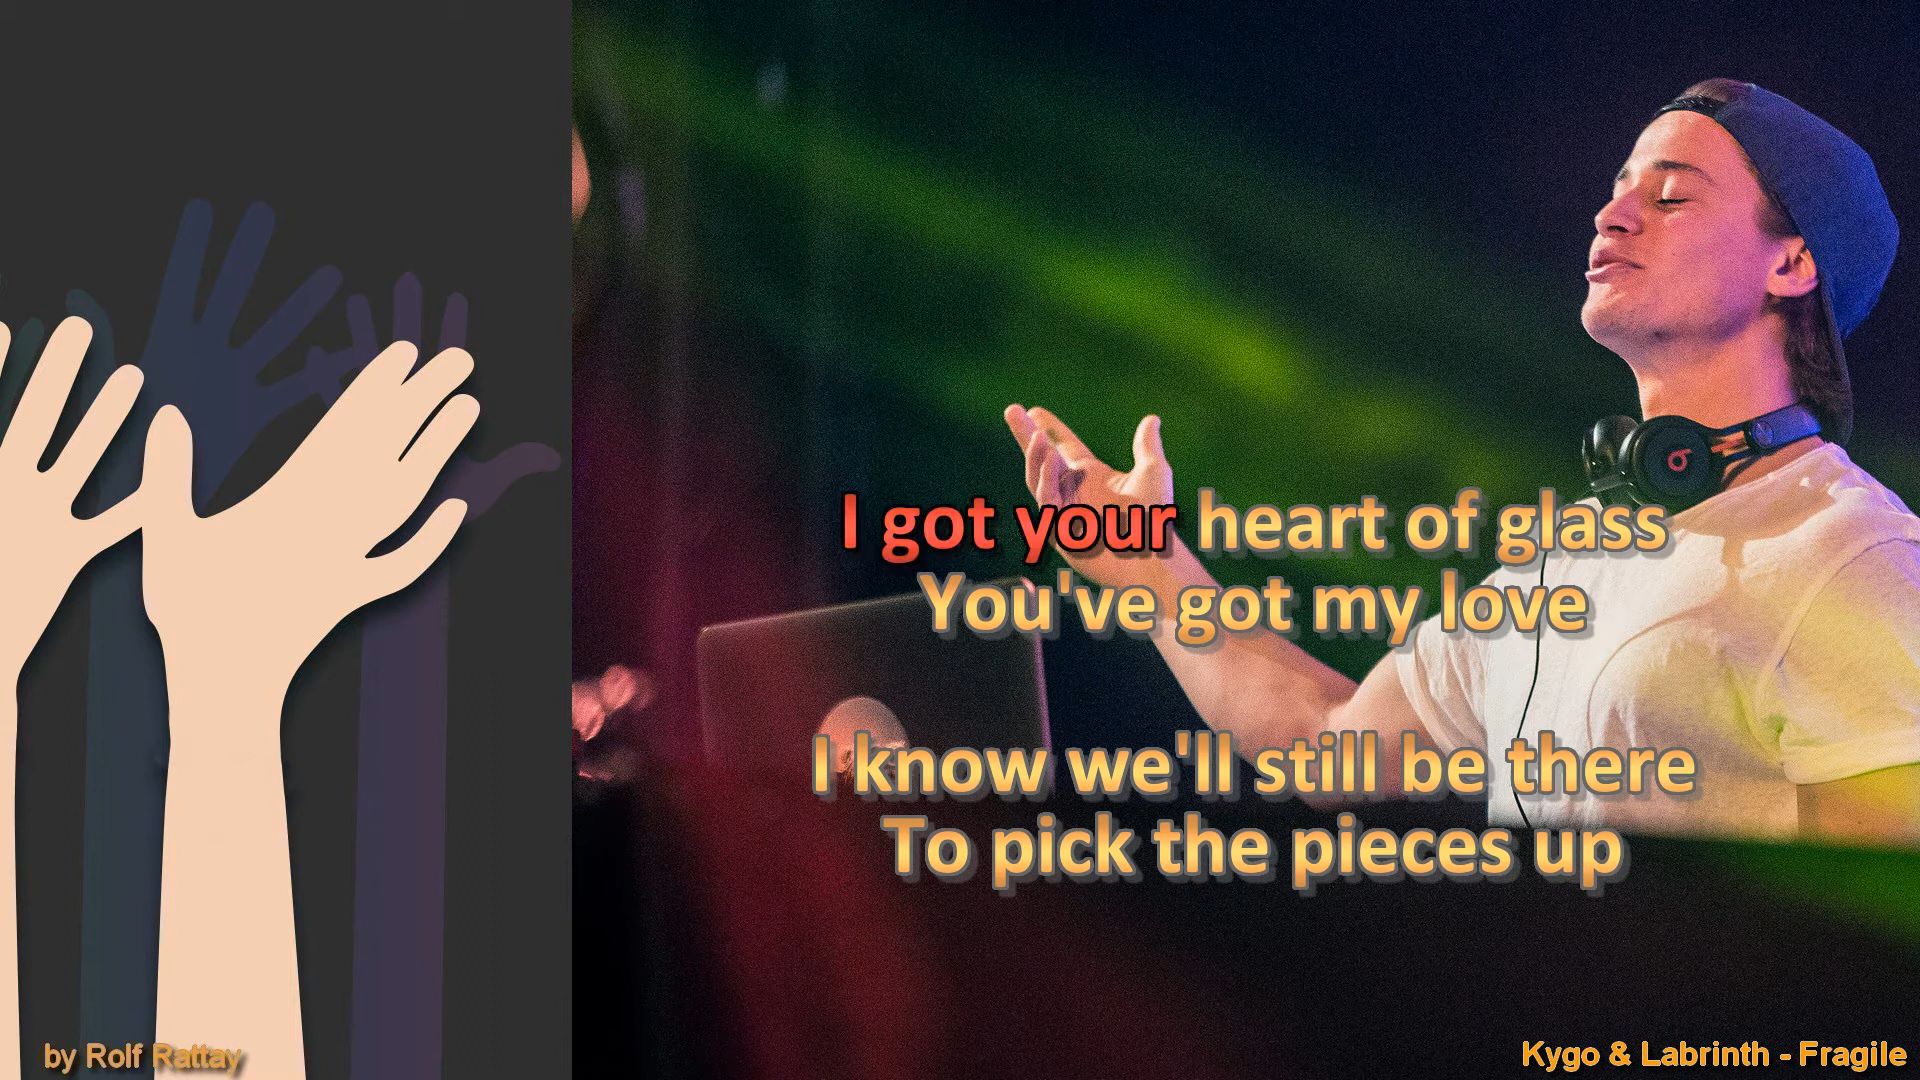 I got your heart of glass
You've got my love
I know we'll still be there
To pick the pieces up
by Rolf Rattay
Kygo & Labrinth - Fragile